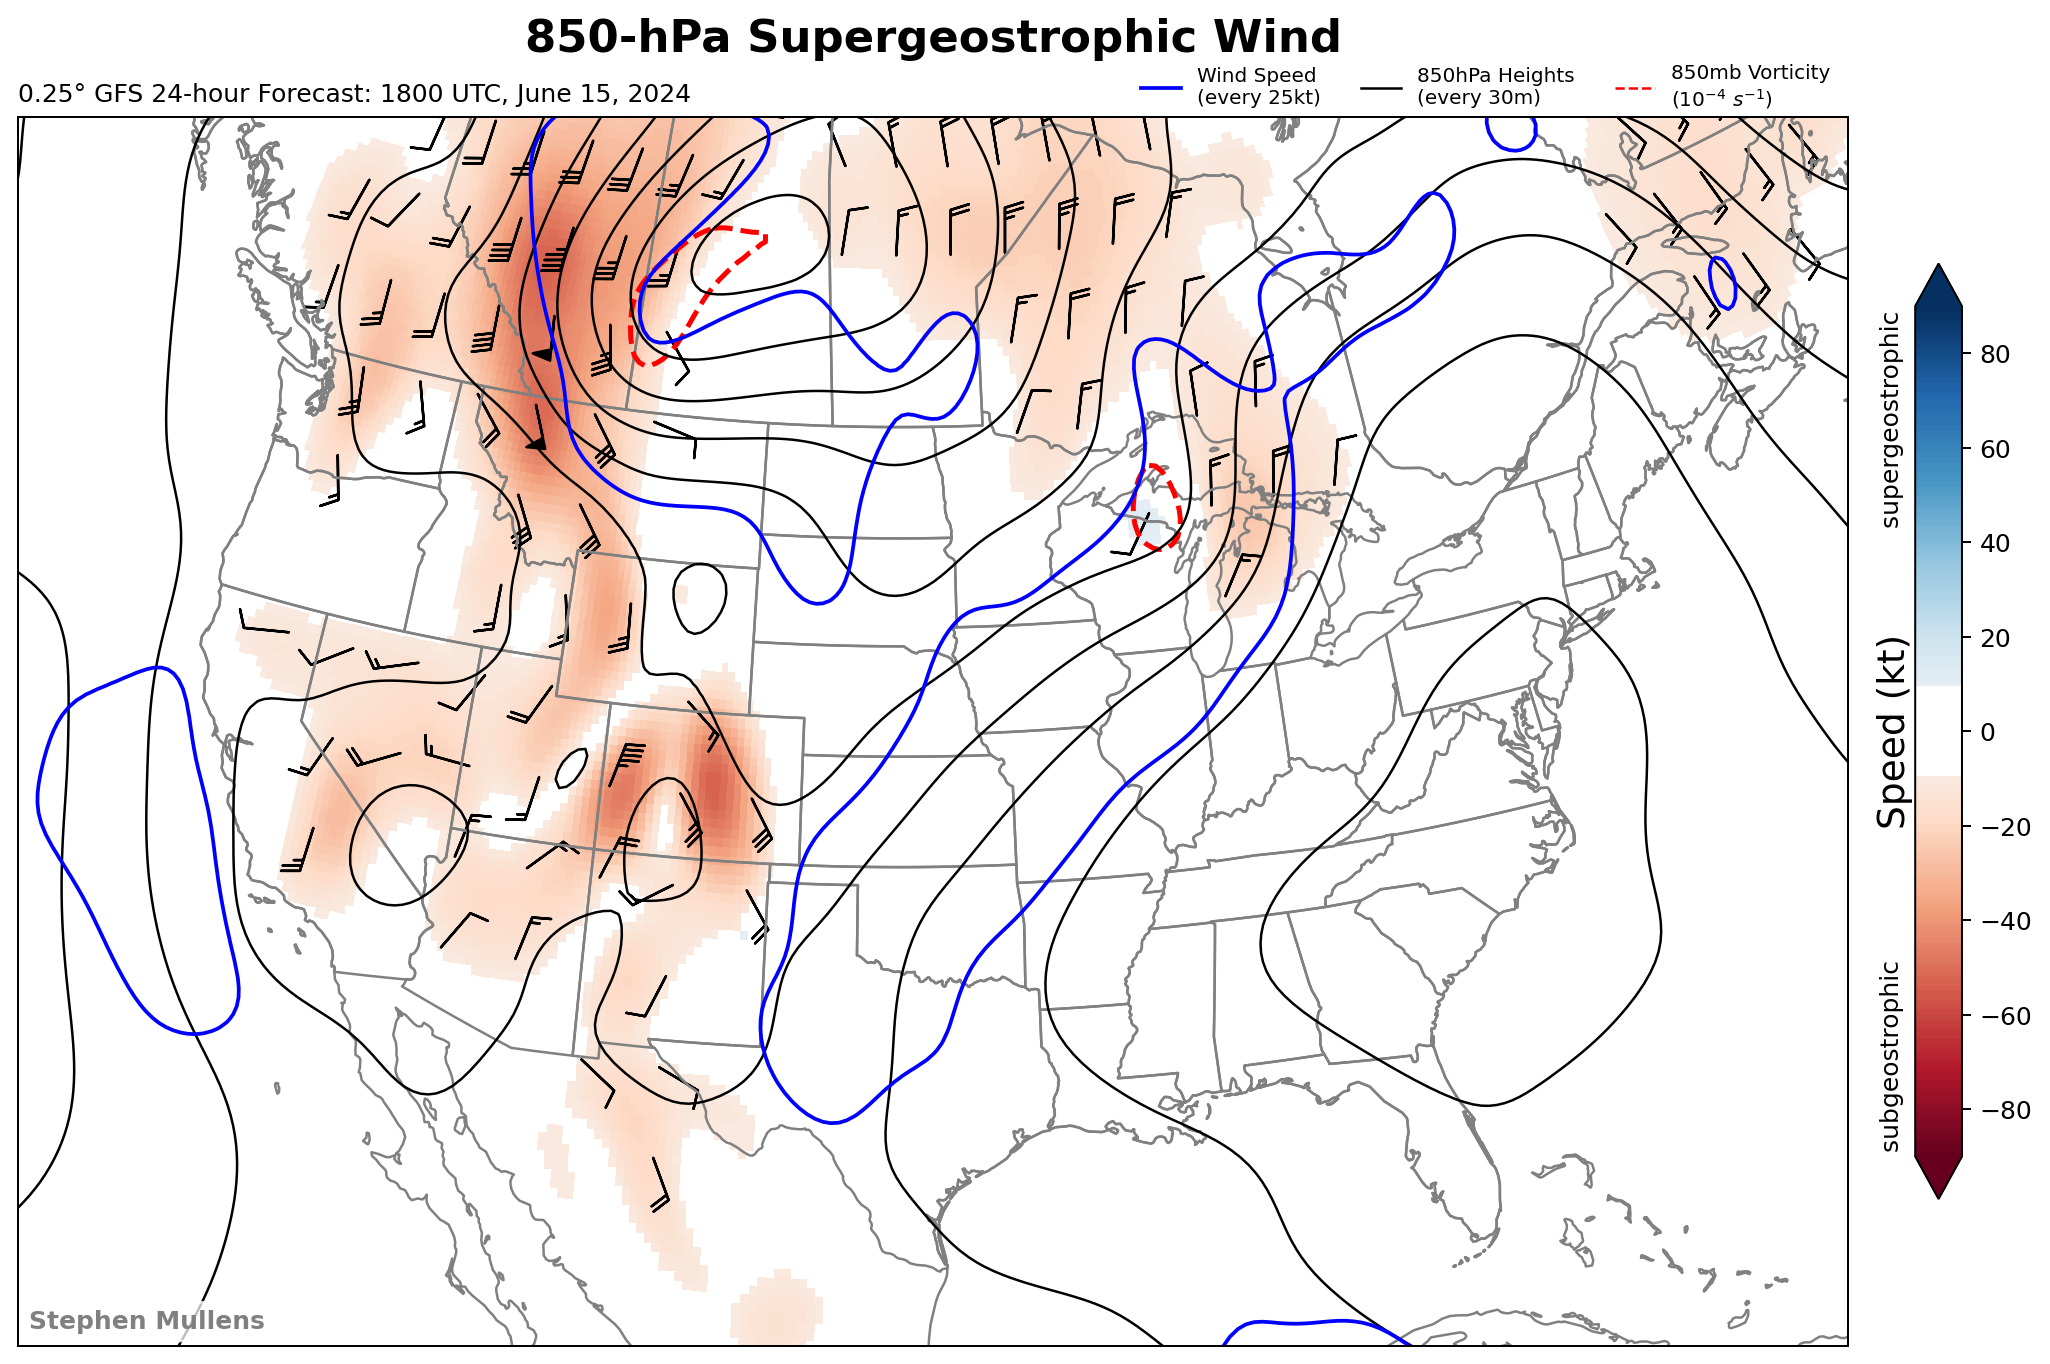 850-hPa Supergeostrophic Wind
0.25° GFS 24-hour Forecast: 1800 UTC, June 15, 2024
Wind Speed
(every 25kt)
850hPa Heights
(every 30m)
850mb Vorticity
(10⁻⁴ s⁻¹)
supergeostrophic
Speed (kt)
subgeostrophic
80
60
40
20
0
−20
−40
−60
−80
Stephen Mullens